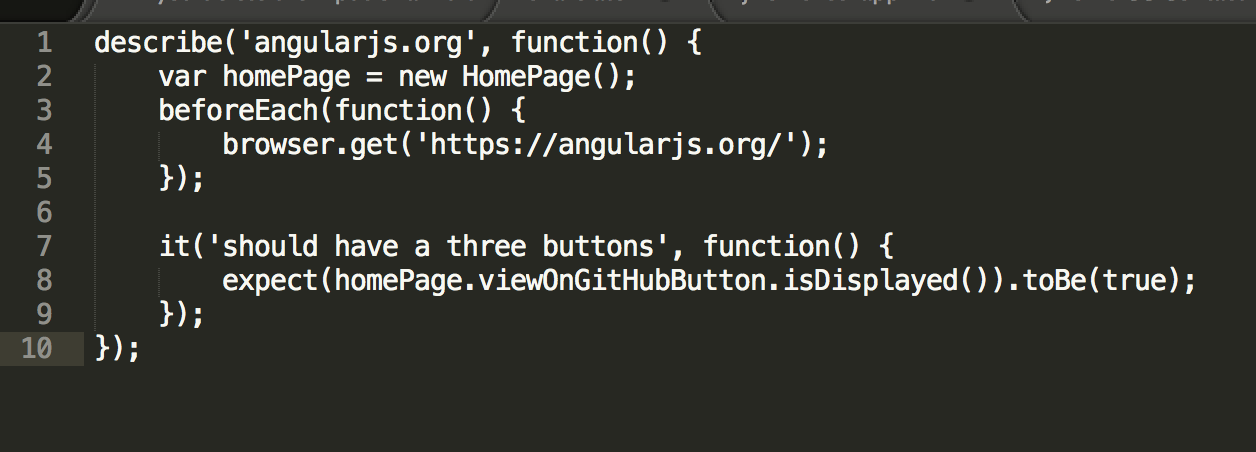 1 describe('angularjs.org', function() {
2 var homePage = new HomePage();
3 beforeEach(function() {
4 browser.get('https://angularjs.org/');
5 });
6
7 it('should have a three buttons', function() {
8 expect(homePage.viewOnGitHubButton.isDisplayed()).toBe(true);
9 });
10 });